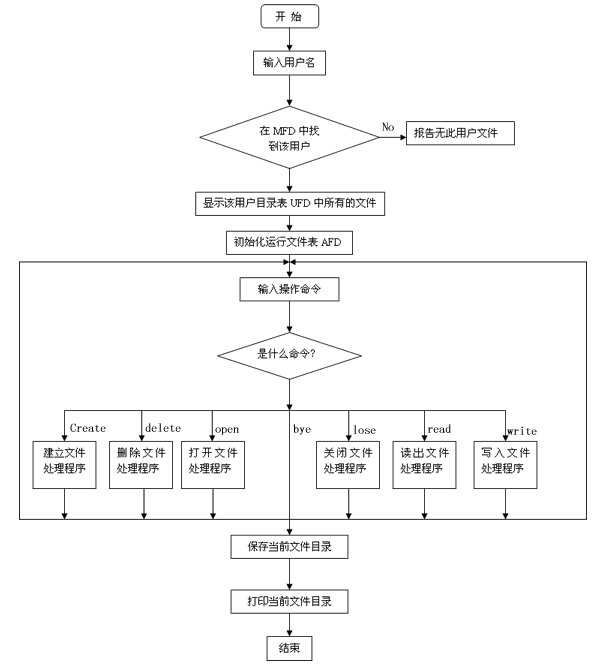 开 始
输入用户名
在 MFD 中找
到该用户
No
报告无此用户文件
显示该用户目录表 UFD 中所有的文件
初始化运行文件表 AFD
输入操作命令
是什么命令?
Create
delete
open
bye
lose
read
write
建立文件
处理程序
删除文件
处理程序
打开文件
处理程序
关闭文件
处理程序
读出文件
处理程序
写入文件
处理程序
保存当前文件目录
打印当前文件目录
结束